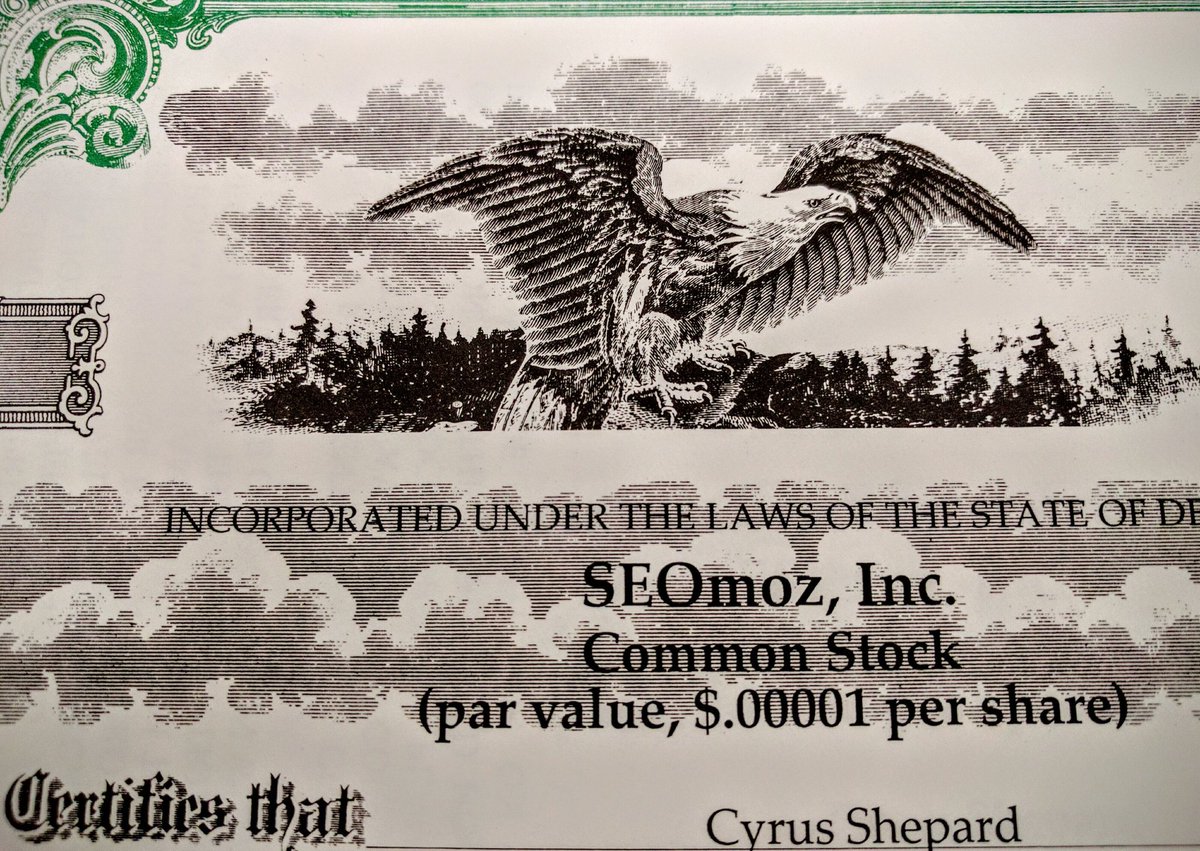 INCORPORATED UNDER THE LAWS OF THE STATE OF DE
SEOmoz, Inc.
Common Stock
(par value, $.00001 per share)
Certifies that Cyrus Shepard